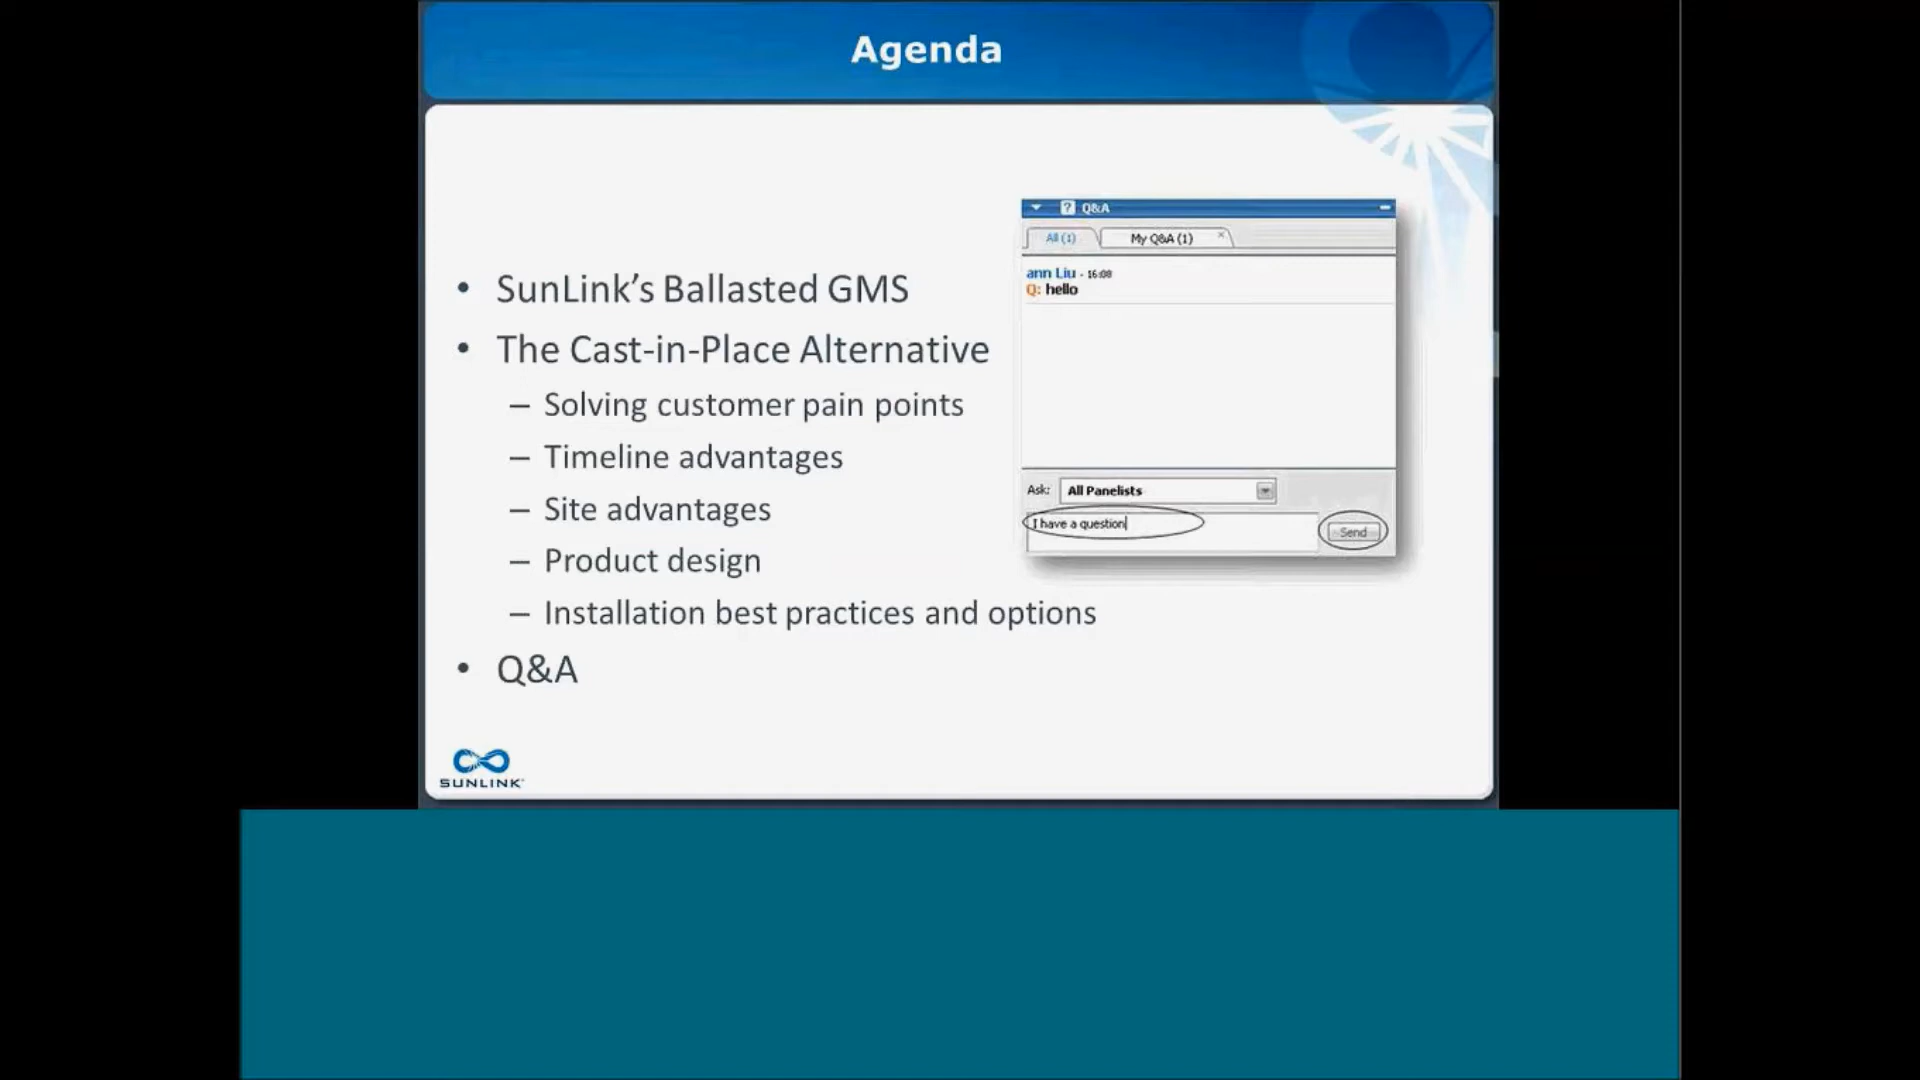 Agenda
• SunLink’s Ballasted GMS
• The Cast-in-Place Alternative
– Solving customer pain points
– Timeline advantages
– Site advantages
– Product design
– Installation best practices and options
• Q&A
? Q&A
All (1) My Q&A (1) ×
ann Liu - 16:08
Q: hello
Ask: All Panelists
I have a question
Send
SUNLINK